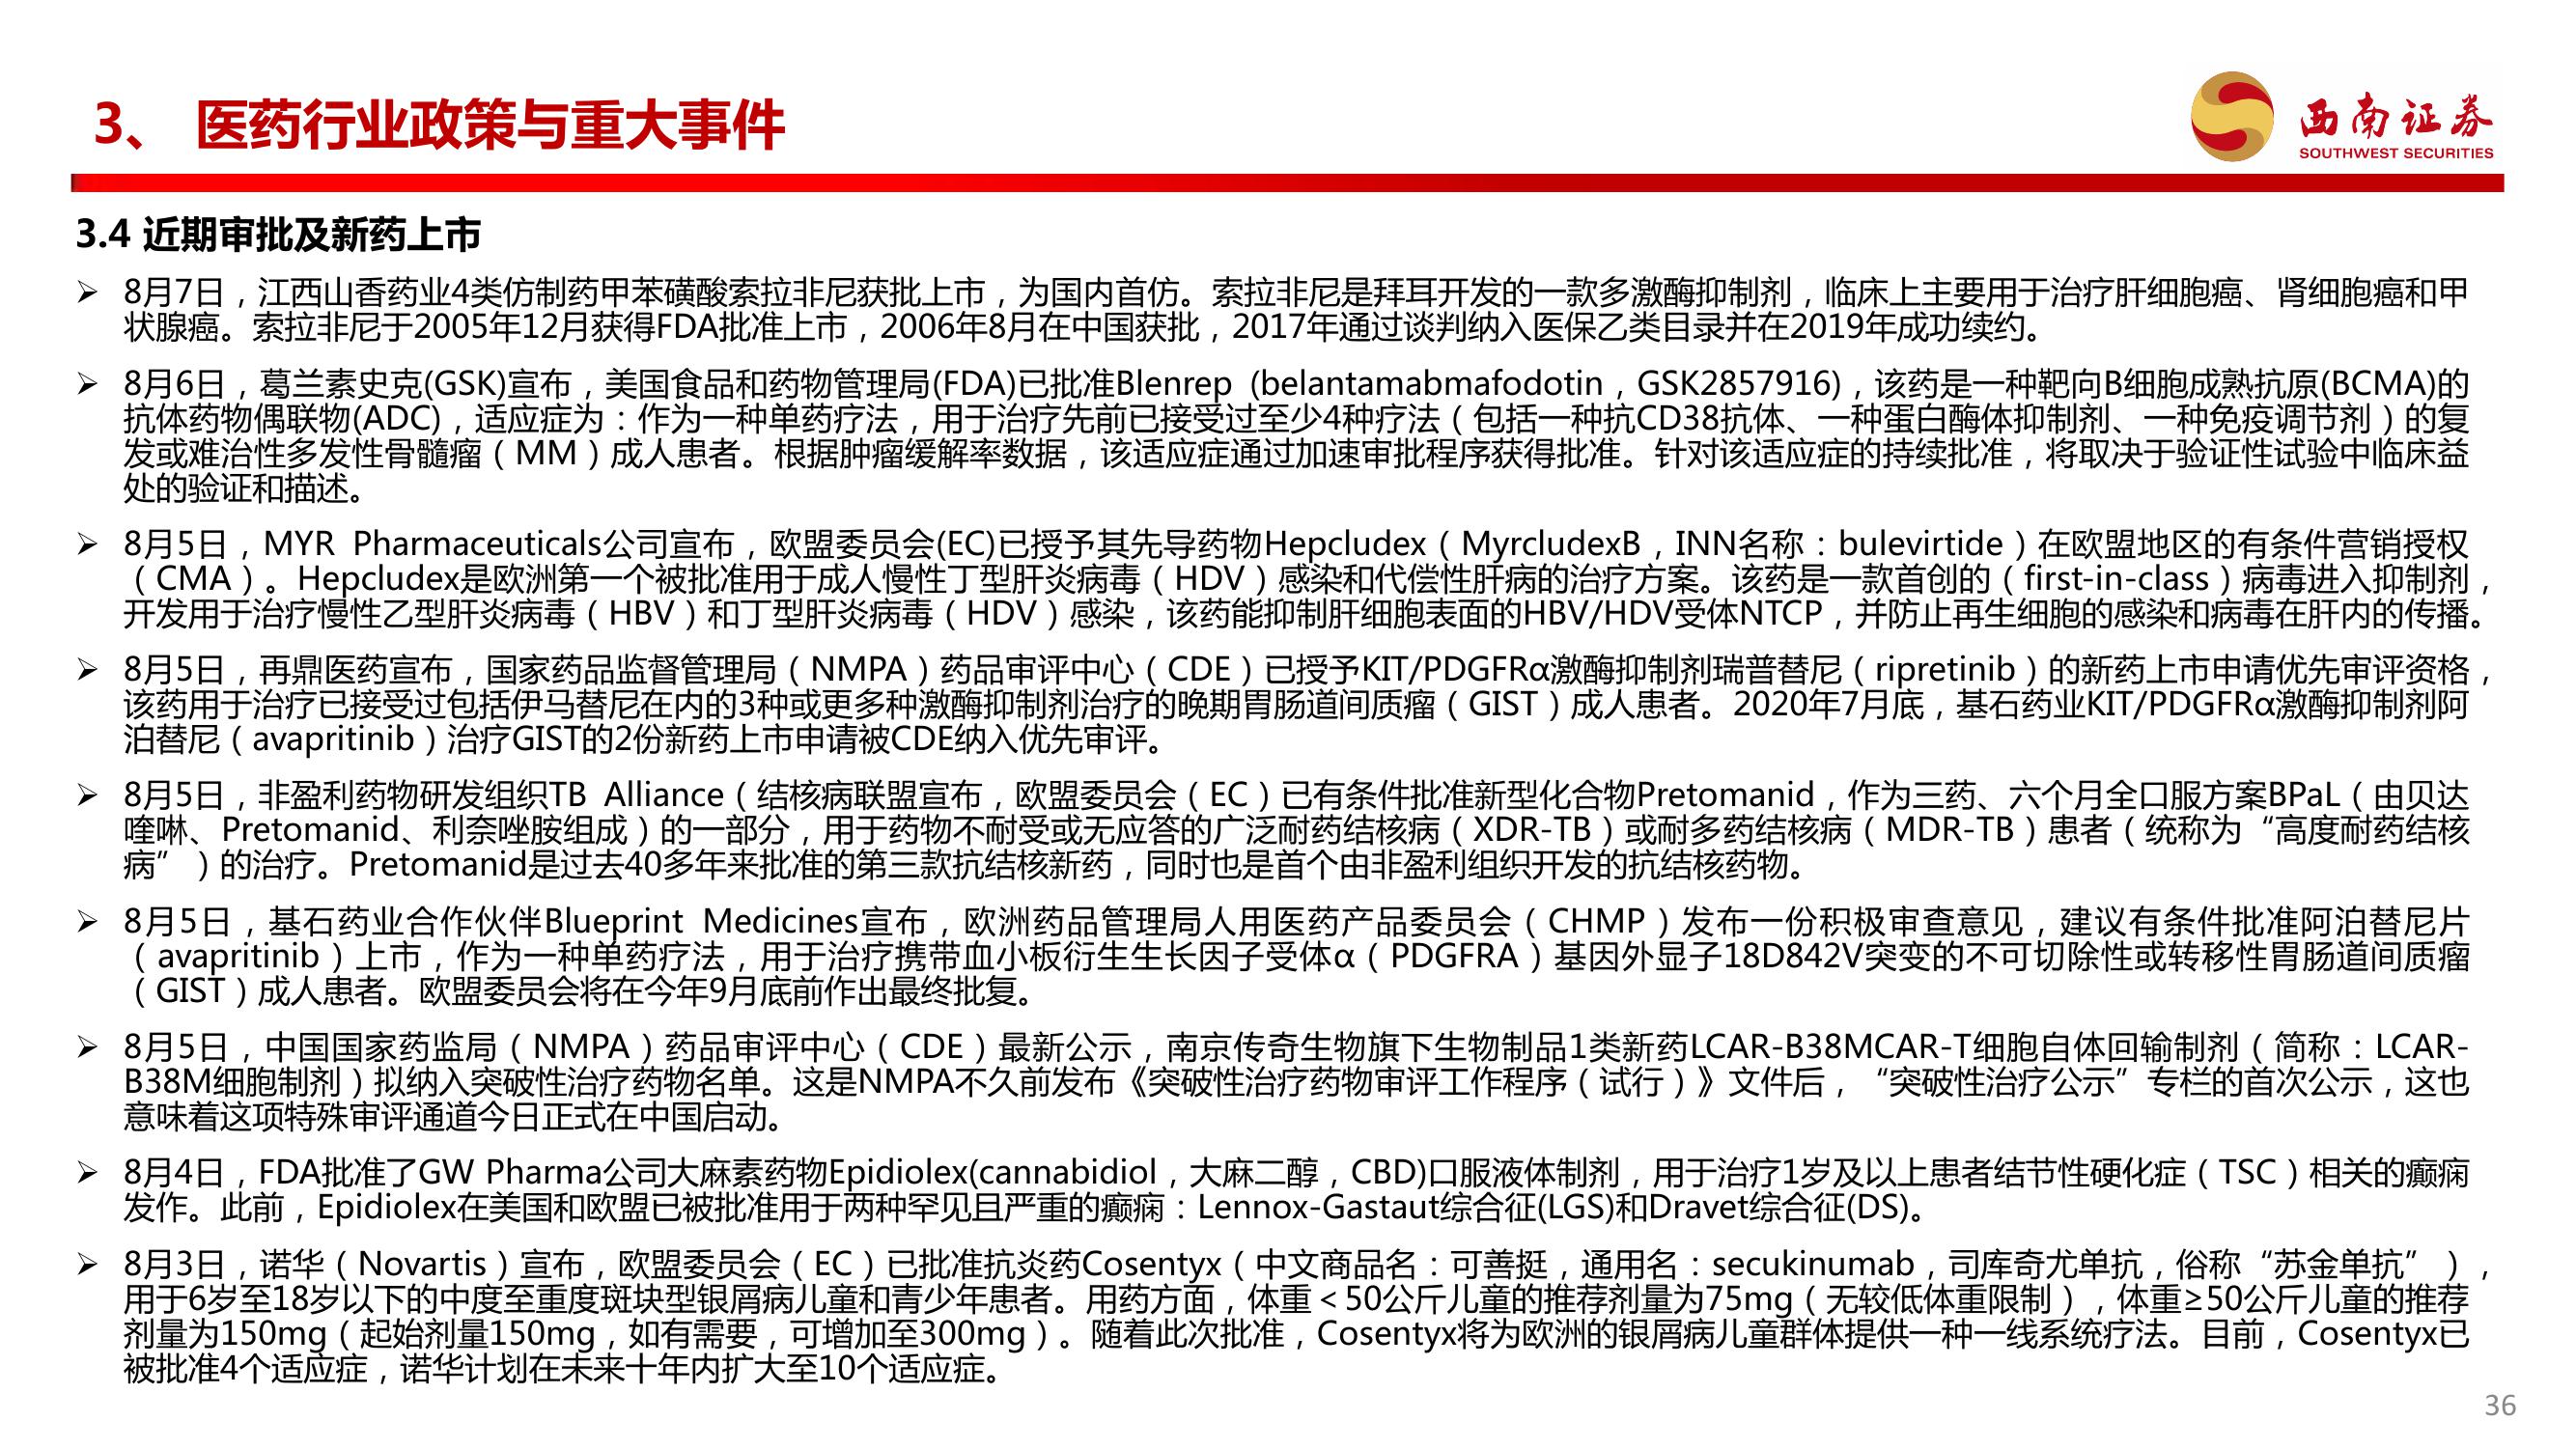 3、 医药行业政策与重大事件
西南证券
SOUTHWEST SECURITIES
3.4 近期审批及新药上市
➢ 8月7日，江西山香药业4类仿制药甲苯磺酸索拉非尼获批上市，为国内首仿。索拉非尼是拜耳开发的一款多激酶抑制剂，临床上主要用于治疗肝细胞癌、肾细胞癌和甲
状腺癌。索拉非尼于2005年12月获得FDA批准上市，2006年8月在中国获批，2017年通过谈判纳入医保乙类目录并在2019年成功续约。
➢ 8月6日，葛兰素史克(GSK)宣布，美国食品和药物管理局(FDA)已批准Blenrep (belantamabmafodotin，GSK2857916)，该药是一种靶向B细胞成熟抗原(BCMA)的
抗体药物偶联物(ADC)，适应症为：作为一种单药疗法，用于治疗先前已接受过至少4种疗法（包括一种抗CD38抗体、一种蛋白酶体抑制剂、一种免疫调节剂）的复
发或难治性多发性骨髓瘤（MM）成人患者。根据肿瘤缓解率数据，该适应症通过加速审批程序获得批准。针对该适应症的持续批准，将取决于验证性试验中临床益
处的验证和描述。
➢ 8月5日，MYR Pharmaceuticals公司宣布，欧盟委员会(EC)已授予其先导药物Hepcludex（MyrcludexB，INN名称：bulevirtide）在欧盟地区的有条件营销授权
（CMA）。Hepcludex是欧洲第一个被批准用于成人慢性丁型肝炎病毒（HDV）感染和代偿性肝病的治疗方案。该药是一款首创的（first-in-class）病毒进入抑制剂，
开发用于治疗慢性乙型肝炎病毒（HBV）和丁型肝炎病毒（HDV）感染，该药能抑制肝细胞表面的HBV/HDV受体NTCP，并防止再生细胞的感染和病毒在肝内的传播。
➢ 8月5日，再鼎医药宣布，国家药品监督管理局（NMPA）药品审评中心（CDE）已授予KIT/PDGFRα激酶抑制剂瑞普替尼（ripretinib）的新药上市申请优先审评资格，
该药用于治疗已接受过包括伊马替尼在内的3种或更多种激酶抑制剂治疗的晚期胃肠道间质瘤（GIST）成人患者。2020年7月底，基石药业KIT/PDGFRα激酶抑制剂阿
泊替尼（avapritinib）治疗GIST的2份新药上市申请被CDE纳入优先审评。
➢ 8月5日，非盈利药物研发组织TB Alliance（结核病联盟宣布，欧盟委员会（EC）已有条件批准新型化合物Pretomanid，作为三药、六个月全口服方案BPaL（由贝达
喹啉、Pretomanid、利奈唑胺组成）的一部分，用于药物不耐受或无应答的广泛耐药结核病（XDR-TB）或耐多药结核病（MDR-TB）患者（统称为“高度耐药结核
病”）的治疗。Pretomanid是过去40多年来批准的第三款抗结核新药，同时也是首个由非盈利组织开发的抗结核药物。
➢ 8月5日，基石药业合作伙伴Blueprint Medicines宣布，欧洲药品管理局人用医药产品委员会（CHMP）发布一份积极审查意见，建议有条件批准阿泊替尼片
（avapritinib）上市，作为一种单药疗法，用于治疗携带血小板衍生生长因子受体α（PDGFRA）基因外显子18D842V突变的不可切除性或转移性胃肠道间质瘤
（GIST）成人患者。欧盟委员会将在今年9月底前作出最终批复。
➢ 8月5日，中国国家药监局（NMPA）药品审评中心（CDE）最新公示，南京传奇生物旗下生物制品1类新药LCAR-B38MCAR-T细胞自体回输制剂（简称：LCAR-
B38M细胞制剂）拟纳入突破性治疗药物名单。这是NMPA不久前发布《突破性治疗药物审评工作程序（试行）》文件后，“突破性治疗公示”专栏的首次公示，这也
意味着这项特殊审评通道今日正式在中国启动。
➢ 8月4日，FDA批准了GW Pharma公司大麻素药物Epidiolex(cannabidiol，大麻二醇，CBD)口服液体制剂，用于治疗1岁及以上患者结节性硬化症（TSC）相关的癫痫
发作。此前，Epidiolex在美国和欧盟已被批准用于两种罕见且严重的癫痫：Lennox-Gastaut综合征(LGS)和Dravet综合征(DS)。
➢ 8月3日，诺华（Novartis）宣布，欧盟委员会（EC）已批准抗炎药Cosentyx（中文商品名：可善挺，通用名：secukinumab，司库奇尤单抗，俗称“苏金单抗”），
用于6岁至18岁以下的中度至重度斑块型银屑病儿童和青少年患者。用药方面，体重＜50公斤儿童的推荐剂量为75mg（无较低体重限制），体重≥50公斤儿童的推荐
剂量为150mg（起始剂量150mg，如有需要，可增加至300mg）。随着此次批准，Cosentyx将为欧洲的银屑病儿童群体提供一种一线系统疗法。目前，Cosentyx已
被批准4个适应症，诺华计划在未来十年内扩大至10个适应症。
36